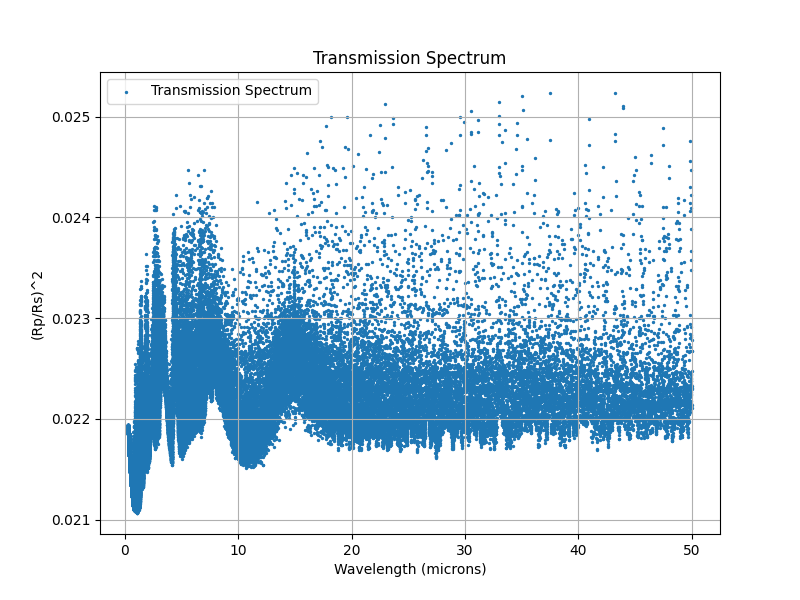 Transmission Spectrum
Transmission Spectrum
(Rp/Rs)^2
0.025
0.024
0.023
0.022
0.021
0 10 20 30 40 50
Wavelength (microns)